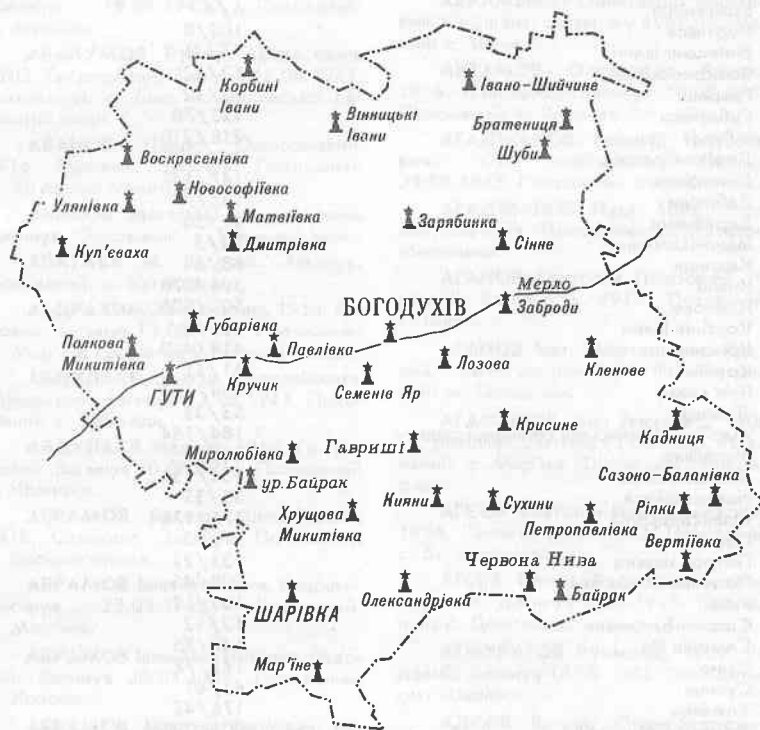 Корбині
Івани
Івано-Шийчине
Вінницькі
Івани
Братениця
Шуби
Воскресенівка
Новософіївка
Улянівка
Матвіївка
Зарябинка
Дмитрівка
Сінне
Куп'єваха
Мерло
БОГОДУХІВ
Заброди
Губарівка
Полкова
Микитівка
Павлівка
Лозова
Кленове
Кручик
Семенів Яр
ГУТИ
Крисине
Кадниця
Миролюбівка
Гавриші
Сазоно-Баланівка
ур. Байрак
Кияни
Сухини
Ріпки
Хрущова
Микитівка
Петропавлівка
Вертіївка
Червона Нива
ШАРІВКА
Олександрівка
Байрак
Мар'їне